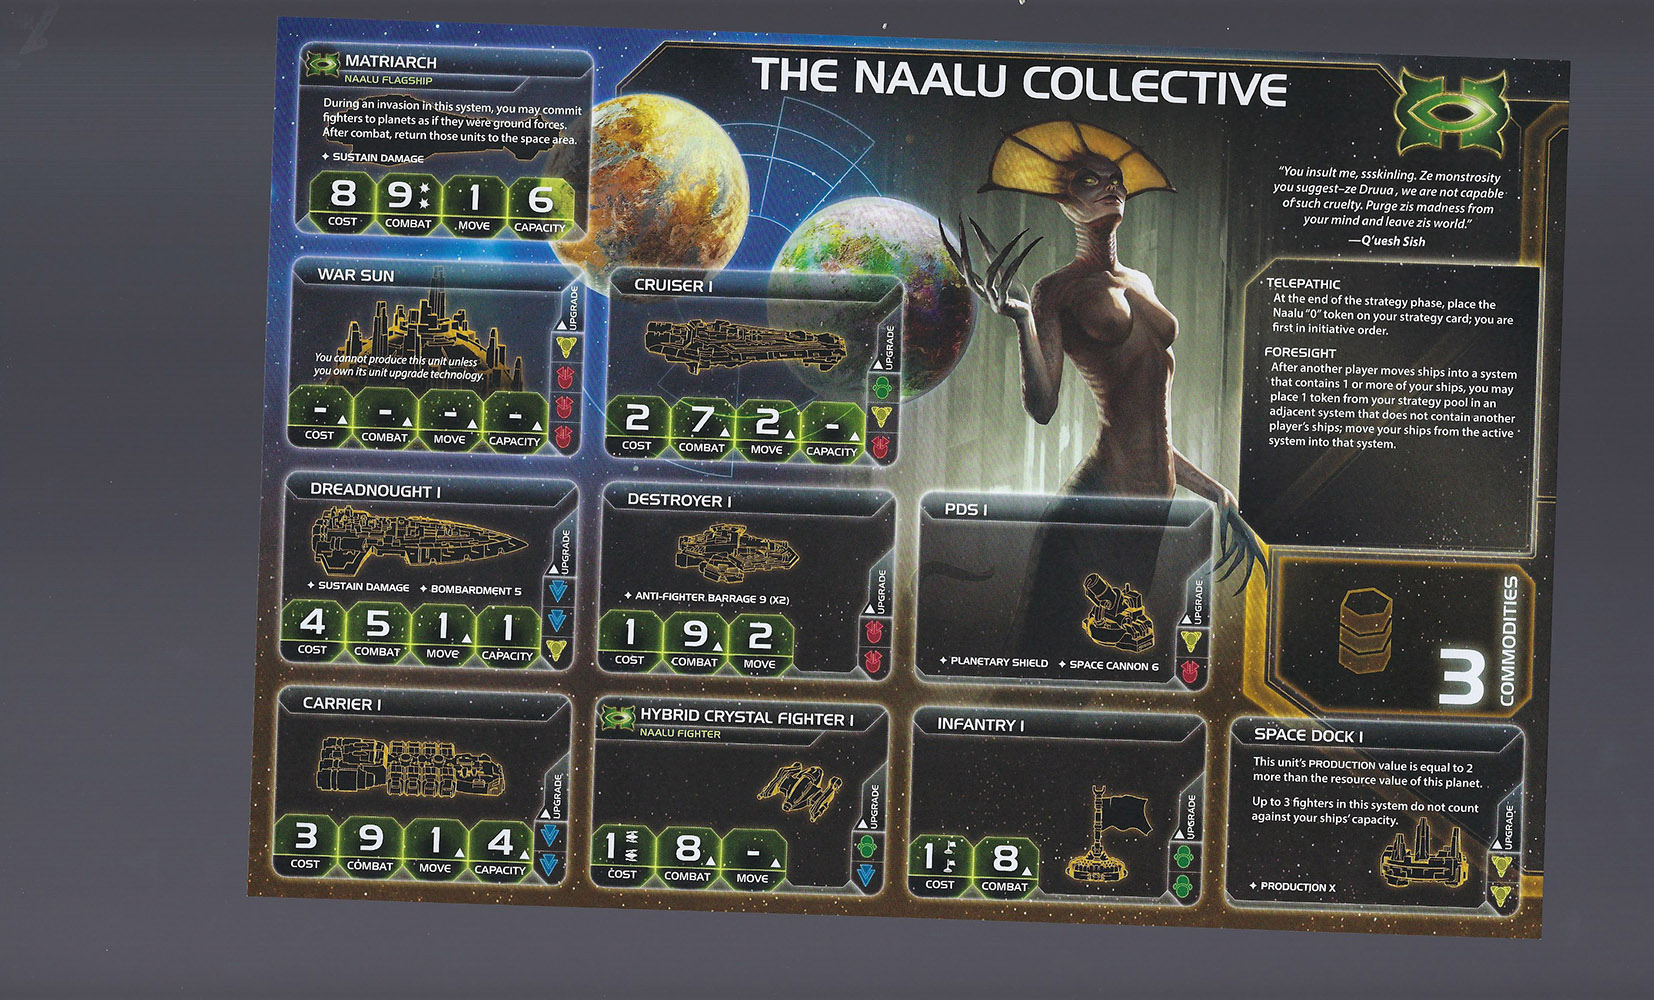 THE NAALU COLLECTIVE
MATRIARCH
NAALU FLAGSHIP
During an invasion in this system, you may commit
fighters to planets as if they were ground forces.
After combat, return those units to the space area.
SUSTAIN DAMAGE
8 9 1 6
COST COMBAT MOVE CAPACITY
"You insult me, ssskinling. Ze monstrosity
you suggest–ze Druua, we are not capable
of such cruelty. Purge zis madness from
your mind and leave zis world."
—Q'uesh Sish
TELEPATHIC
At the end of the strategy phase, place the
Naalu "0" token on your strategy card; you are
first in initiative order.
FORESIGHT
After another player moves ships into a system
that contains 1 or more of your ships, you may
place 1 token from your strategy pool in an
adjacent system that does not contain another
player's ships; move your ships from the active
system into that system.
WAR SUN
You cannot produce this unit unless
you own its unit upgrade technology.
UPGRADE
- - - -
COST COMBAT MOVE CAPACITY
CRUISER I
UPGRADE
2 7 2 -
COST COMBAT MOVE CAPACITY
DREADNOUGHT I
SUSTAIN DAMAGE BOMBARDMENT 5
UPGRADE
4 5 1 1
COST COMBAT MOVE CAPACITY
DESTROYER I
ANTI-FIGHTER BARRAGE 9 (X2)
UPGRADE
1 9 2
COST COMBAT MOVE
PDS I
UPGRADE
PLANETARY SHIELD SPACE CANNON 6
3
COMMODITIES
CARRIER I
UPGRADE
3 9 1 4
COST COMBAT MOVE CAPACITY
HYBRID CRYSTAL FIGHTER I
NAALU FIGHTER
UPGRADE
1 8 -
COST COMBAT MOVE
INFANTRY I
UPGRADE
1 8
COST COMBAT
SPACE DOCK I
This unit's PRODUCTION value is equal to 2
more than the resource value of this planet.
Up to 3 fighters in this system do not count
against your ships' capacity.
UPGRADE
PRODUCTION X